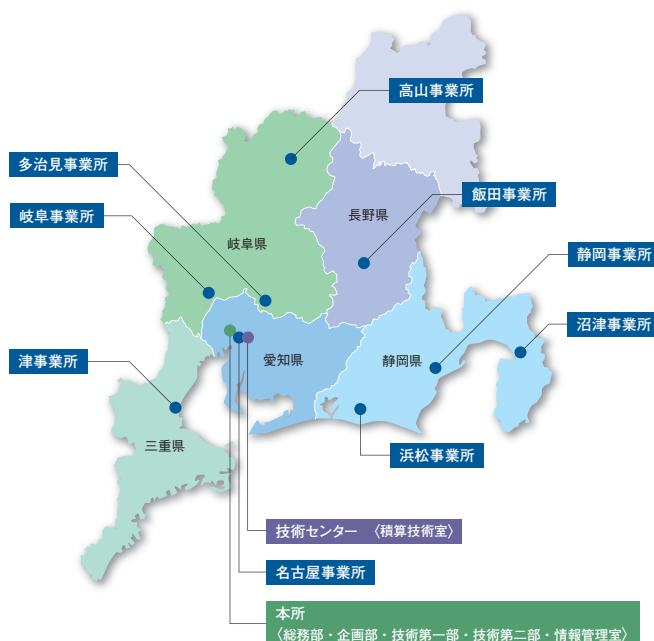 高山事業所
多治見事業所
飯田事業所
岐阜事業所
長野県
岐阜県
静岡事業所
沼津事業所
津事業所
愛知県
静岡県
三重県
浜松事業所
技術センター 〈積算技術室〉
名古屋事業所
本所
〈総務部・企画部・技術第一部・技術第二部・情報管理室〉